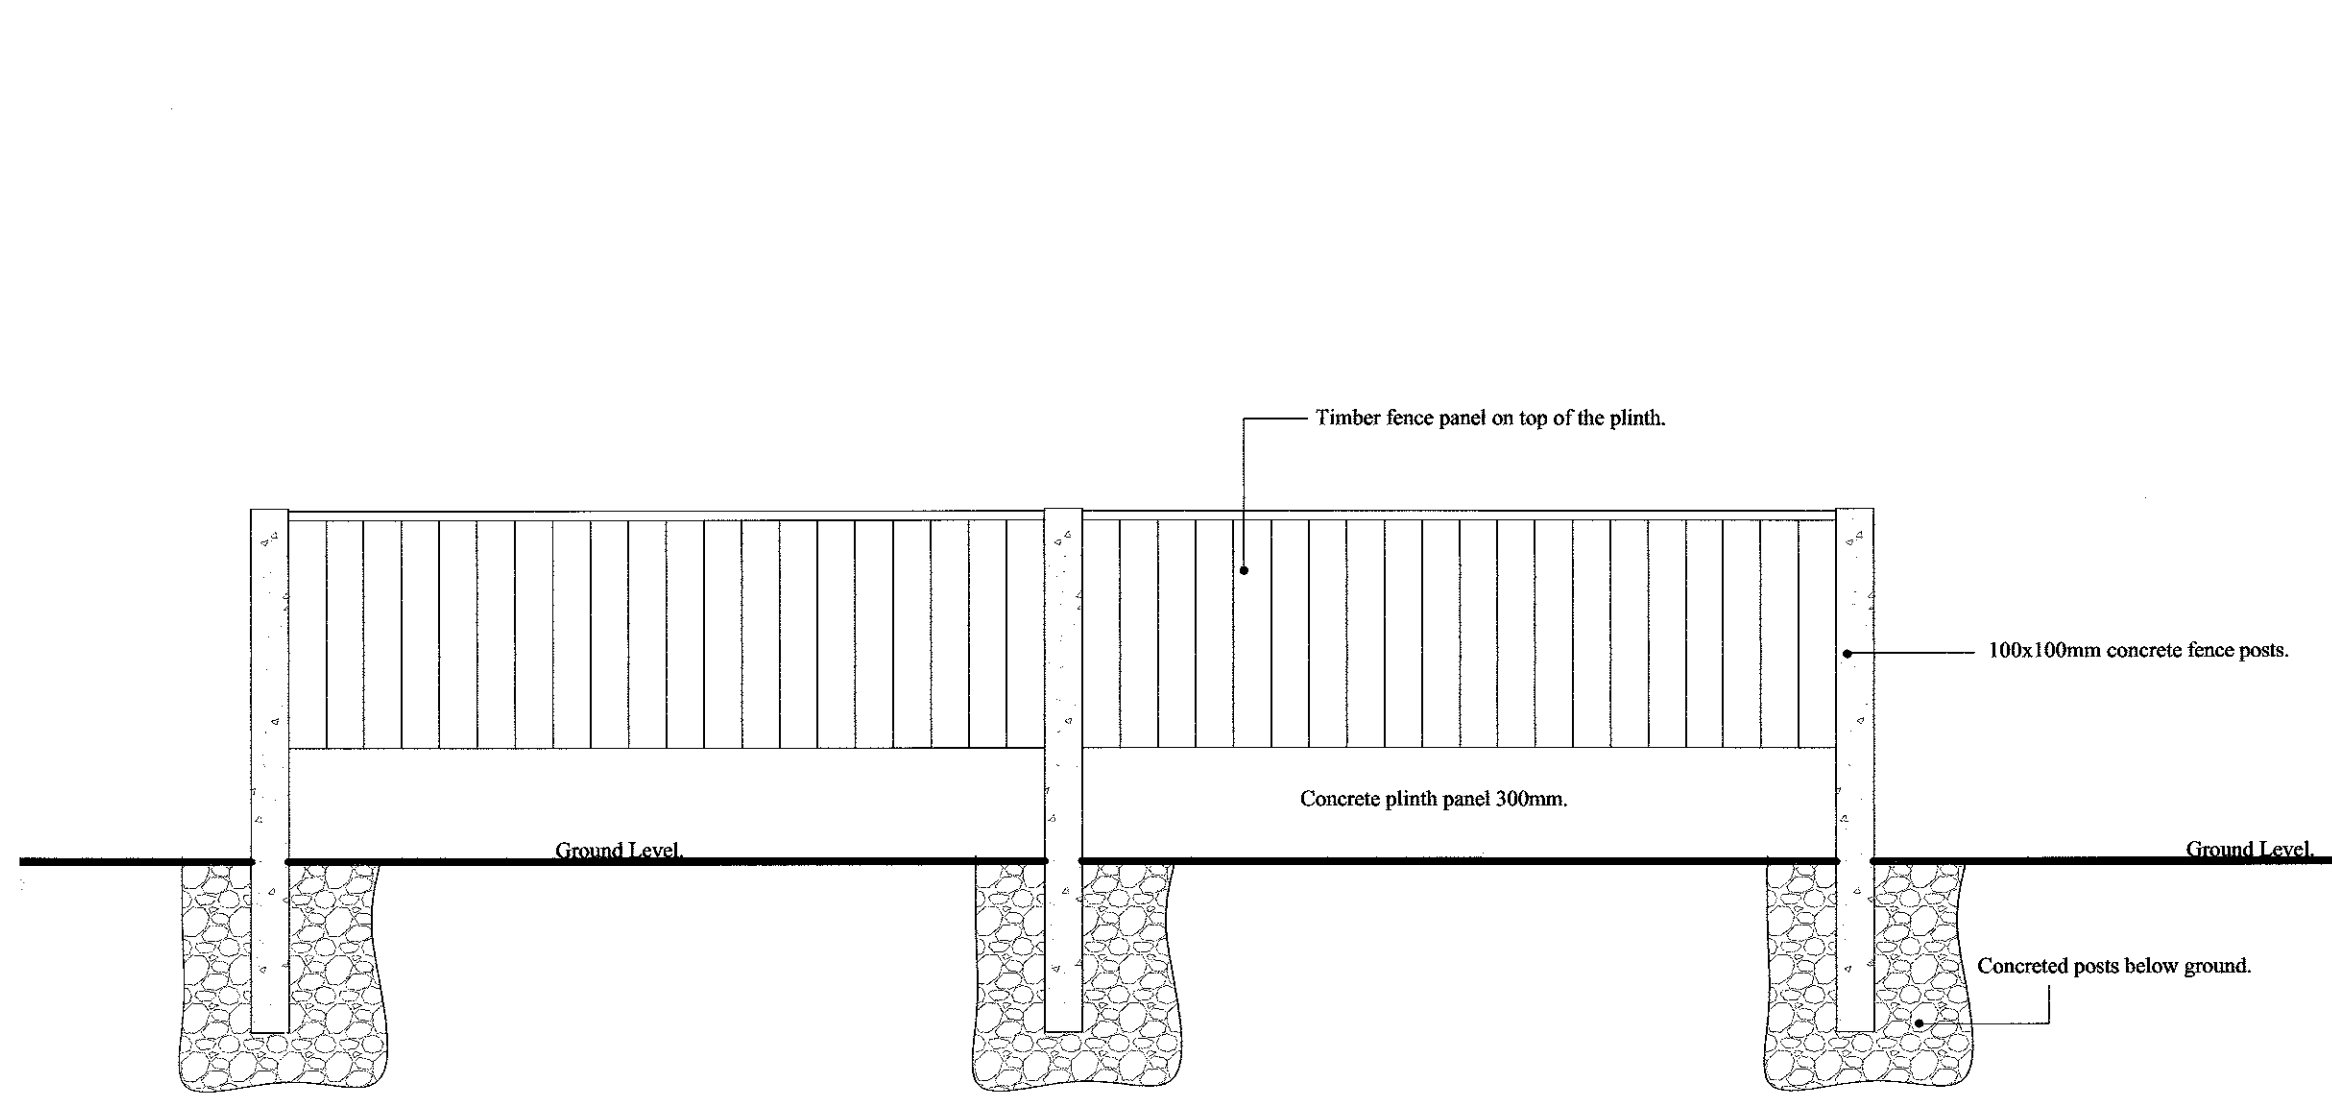 Timber fence panel on top of the plinth.
100x100mm concrete fence posts.
Concrete plinth panel 300mm.
Ground Level.
Ground Level.
Concreted posts below ground.